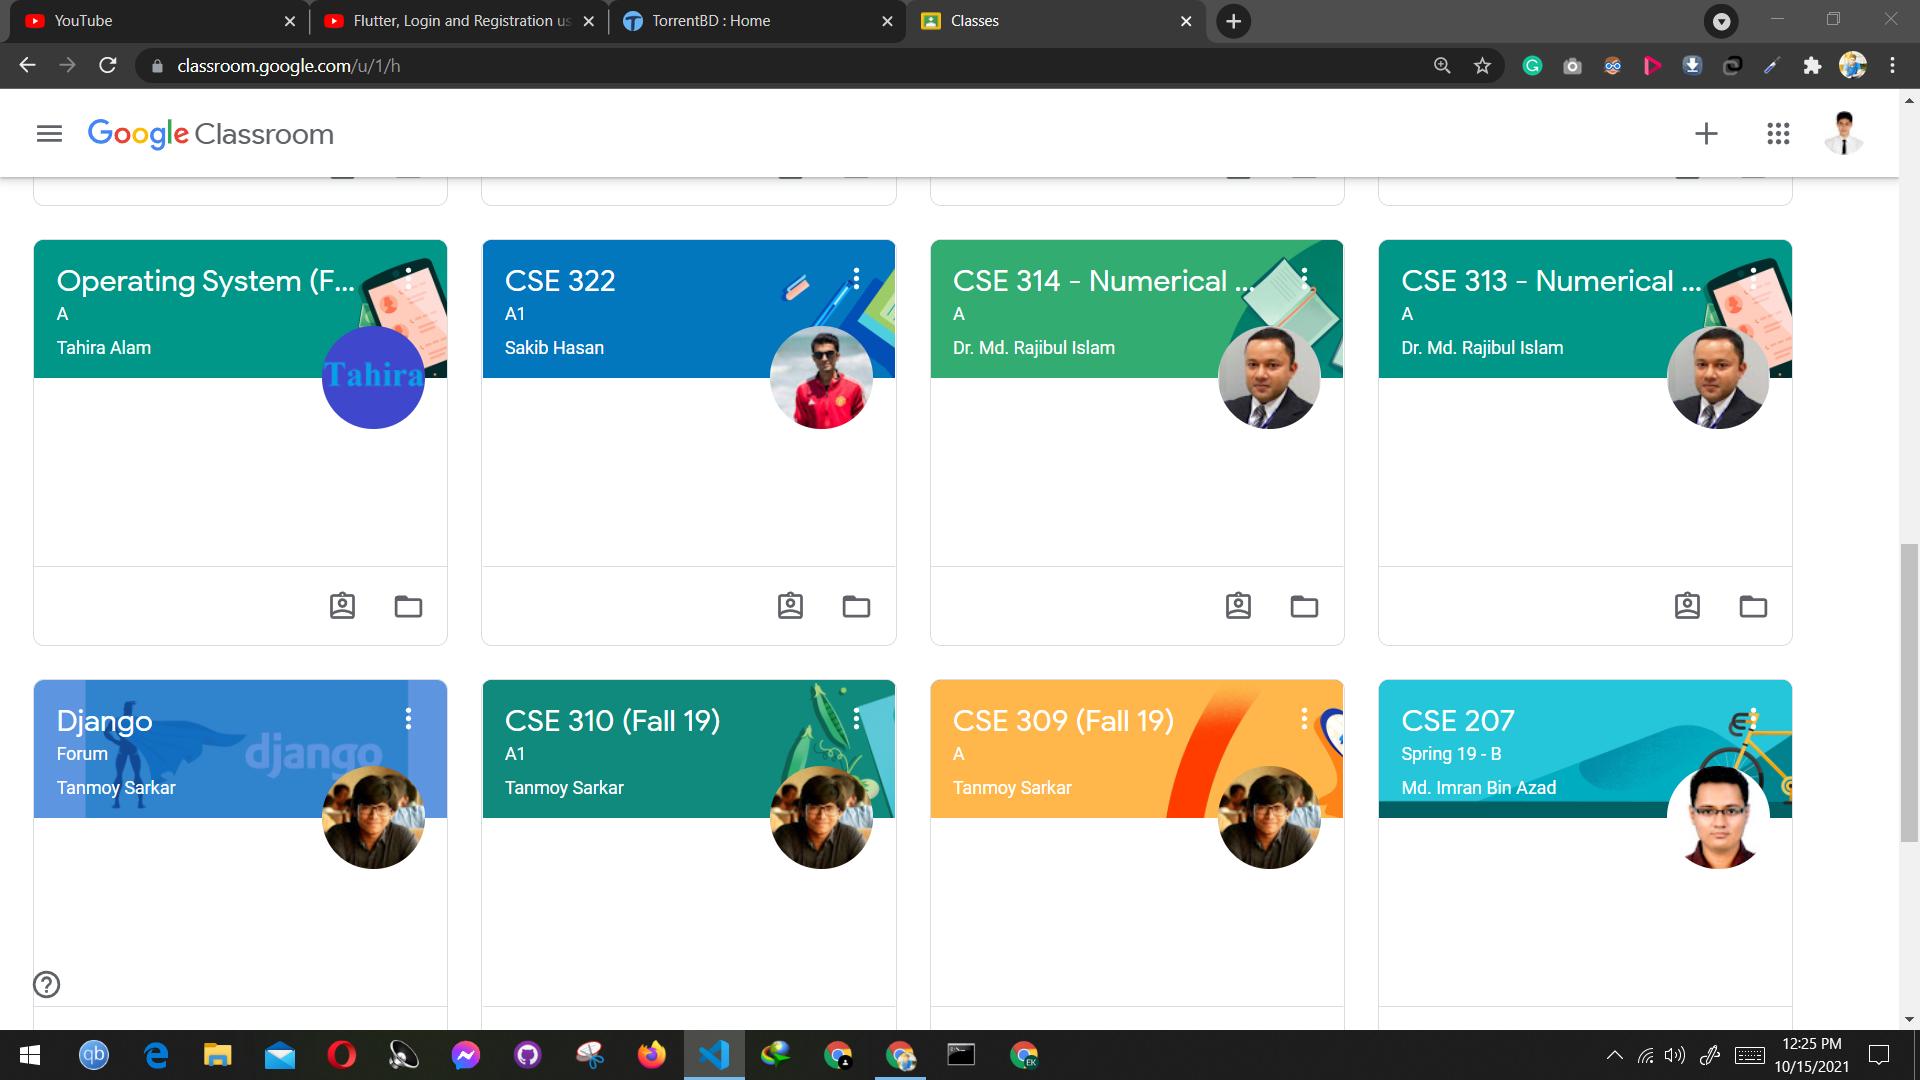 YouTube
Flutter, Login and Registration us
TorrentBD : Home
Classes
classroom.google.com/u/1/h
Google Classroom
Operating System (F...
A
Tahira Alam
Tahira
CSE 322
A1
Sakib Hasan
CSE 314 - Numerical ...
A
Dr. Md. Rajibul Islam
CSE 313 - Numerical ...
A
Dr. Md. Rajibul Islam
Django
Forum
django
Tanmoy Sarkar
CSE 310 (Fall 19)
A1
Tanmoy Sarkar
CSE 309 (Fall 19)
A
Tanmoy Sarkar
CSE 207
Spring 19 - B
Md. Imran Bin Azad
qb
EK
12:25 PM
10/15/2021